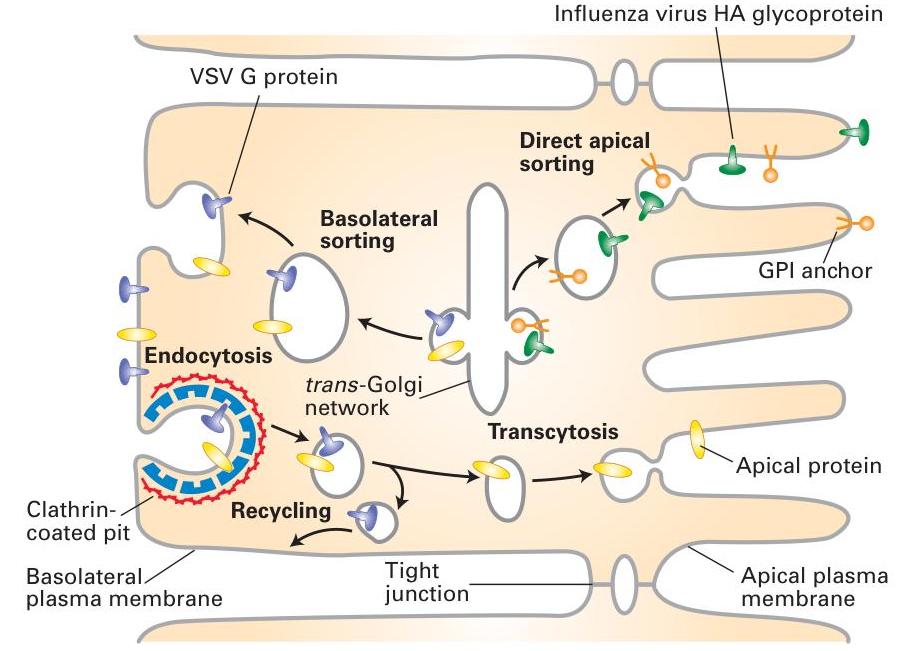 Influenza virus HA glycoprotein
VSV G protein
Direct apical
sorting
Basolateral
sorting
GPI anchor
Endocytosis
trans-Golgi
network
Transcytosis
Apical protein
Clathrin-
coated pit
Recycling
Basolateral
plasma membrane
Tight
junction
Apical plasma
membrane